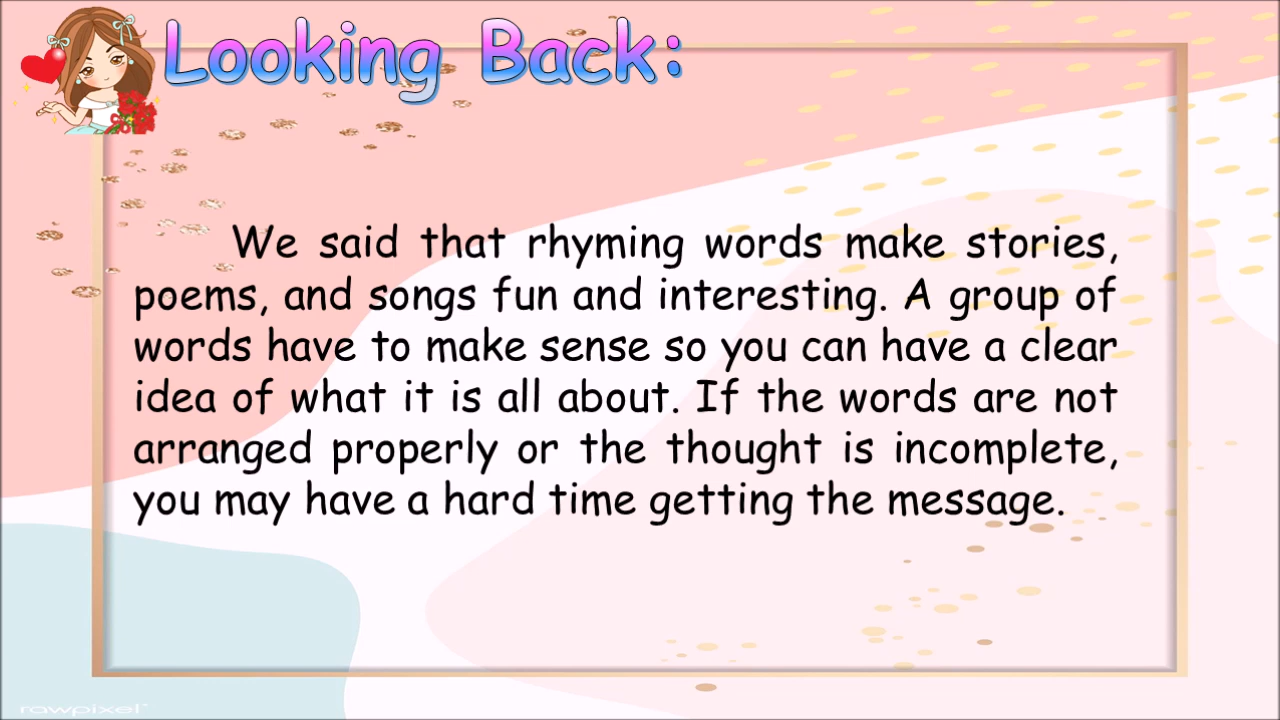 Looking Back:
We said that rhyming words make stories,
poems, and songs fun and interesting. A group of
words have to make sense so you can have a clear
idea of what it is all about. If the words are not
arranged properly or the thought is incomplete,
you may have a hard time getting the message.
rawpixel